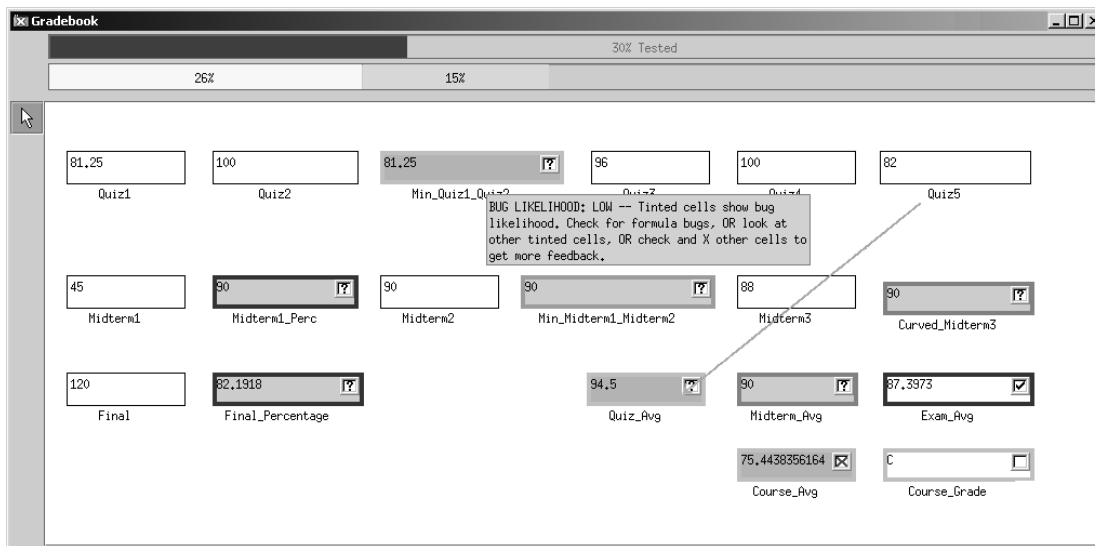 Gradebook
30% Tested
26% 15%
81.25 100 81.25 ? 96 100 82
Quiz1 Quiz2 Min_Quiz1_Quiz2 Quiz3 Quiz4 Quiz5
BUG LIKELIHOOD: LOW -- Tinted cells show bug
likelihood. Check for formula bugs, OR look at
other tinted cells, OR check and X other cells to
get more feedback.
45 90 ? 90 90 ? 88 90 ?
Midterm1 Midterm1_Perc Midterm2 Min_Midterm1_Midterm2 Midterm3 Curved_Midterm3
120 82.1918 ? 94.5 ? 90 ? 87.3973
Final Final_Percentage Quiz_Avg Midterm_Avg Exam_Avg
75.4438356164 C
Course_Avg Course_Grade